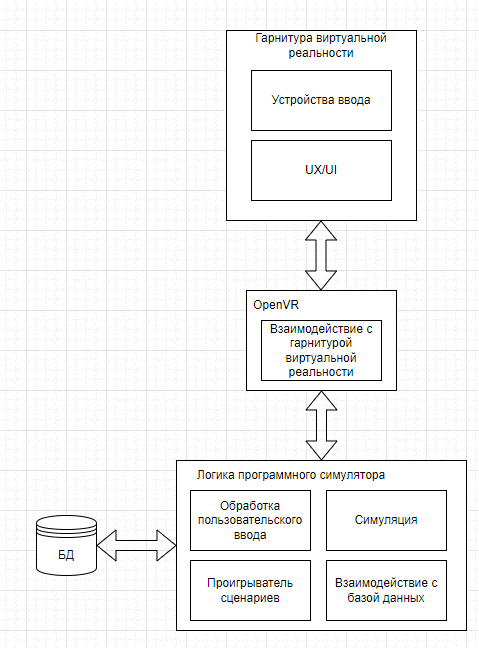 Гарнитура виртуальной
реальности
Устройства ввода
UX/UI
OpenVR
Взаимодействие с
гарнитурой
виртуальной
реальности
Логика программного симулятора
Обработка
пользовательского
ввода
Симуляция
БД
Проигрыватель
сценариев
Взаимодействие с
базой данных